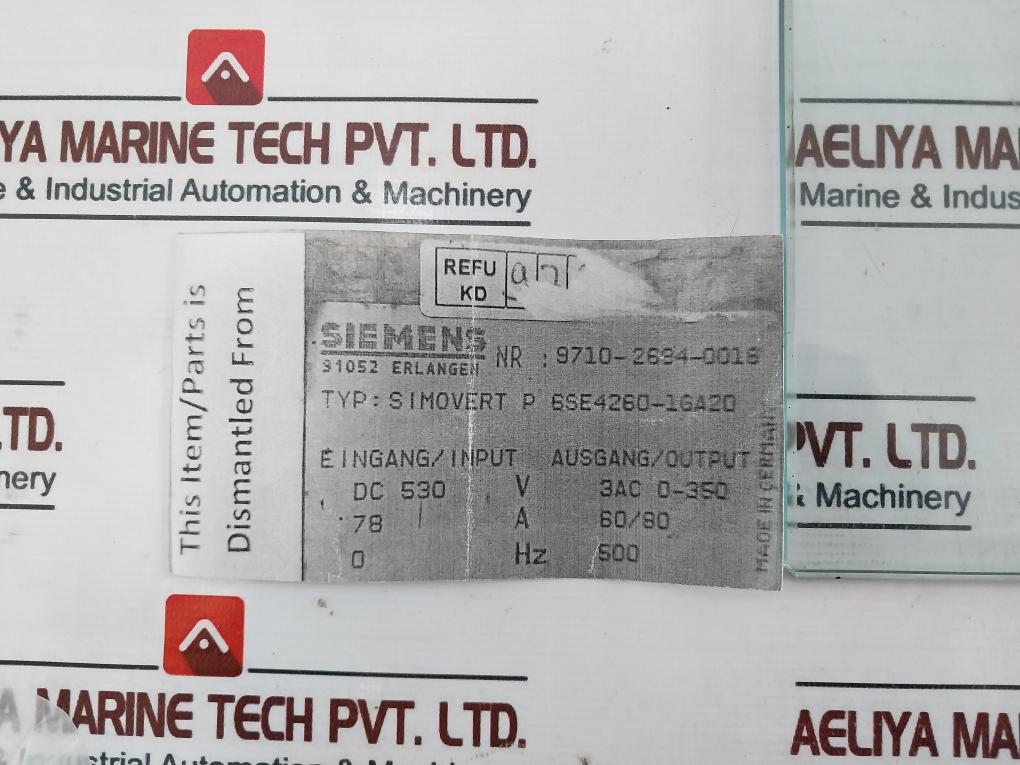 YA MARINE TECH PVT. LTD.
& Industrial Automation & Machinery
AELIYA MA
Marine & Indus
This Item/Parts is
Dismantled From
REFU
KD
SIEMENS
91052 ERLANGEN
NR : 9710-2694-0016
TYP: SIMOVERT P 6SE4260-1GA20
EINGANG/INPUT AUSGANG/OUTPUT
DC 530 V 3AC 0-350
78 A 60/80
0 Hz 500
MADE IN GERMANY
TD.
nery
PVT. LTD.
& Machinery
A MARINE TECH PVT. LTD.
AELIYA MA